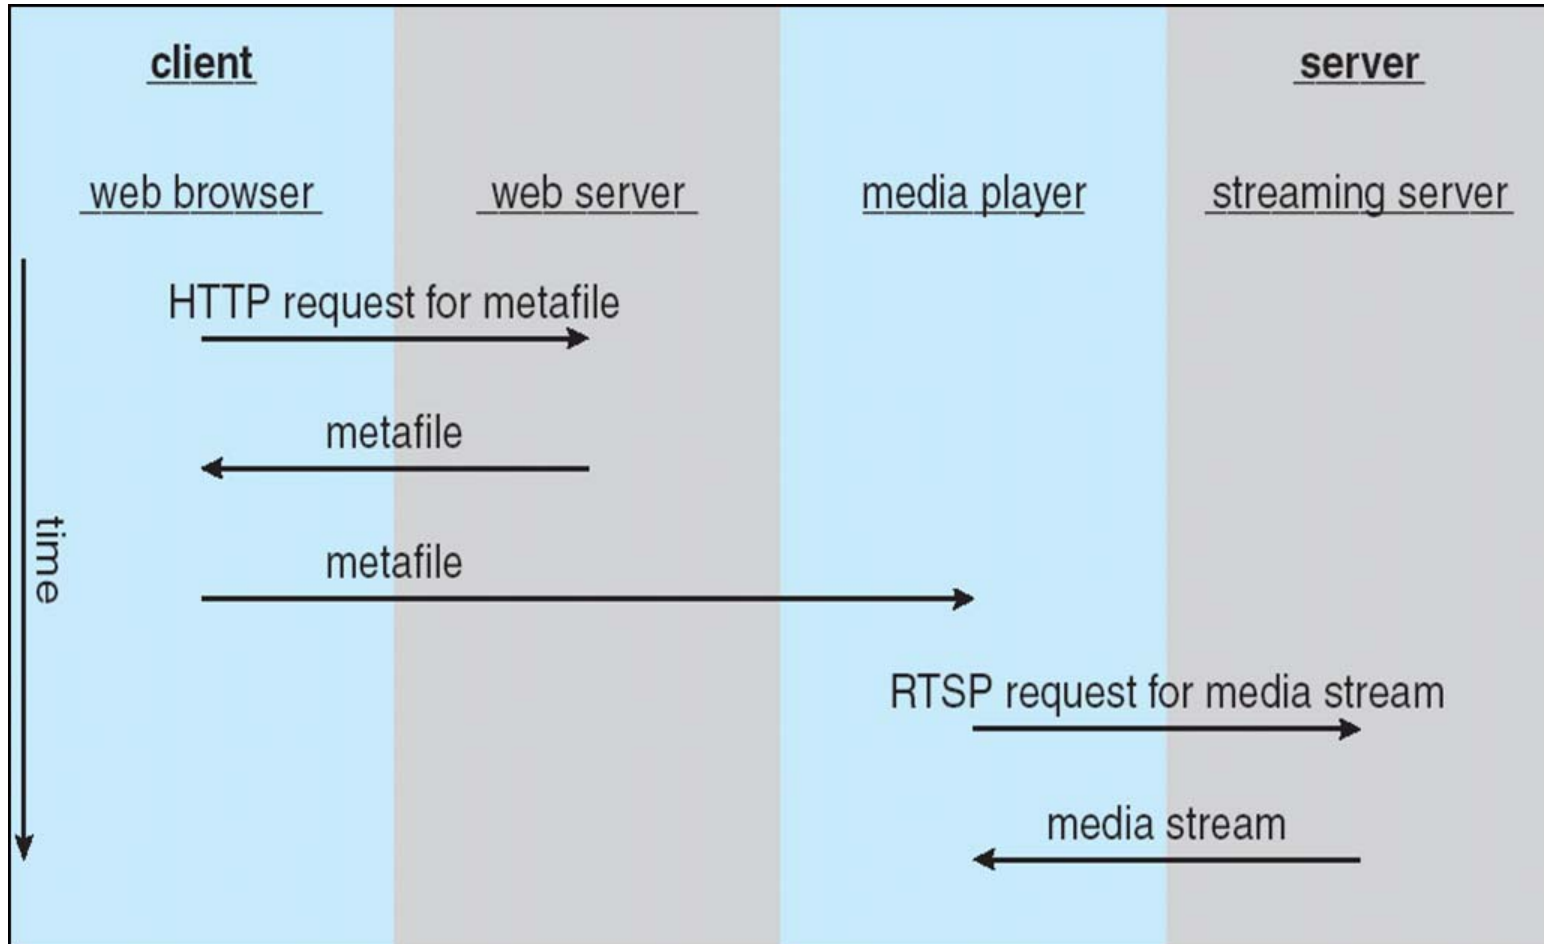 client
server
web browser
web server
media player
streaming server
HTTP request for metafile
metafile
time
metafile
RTSP request for media stream
media stream